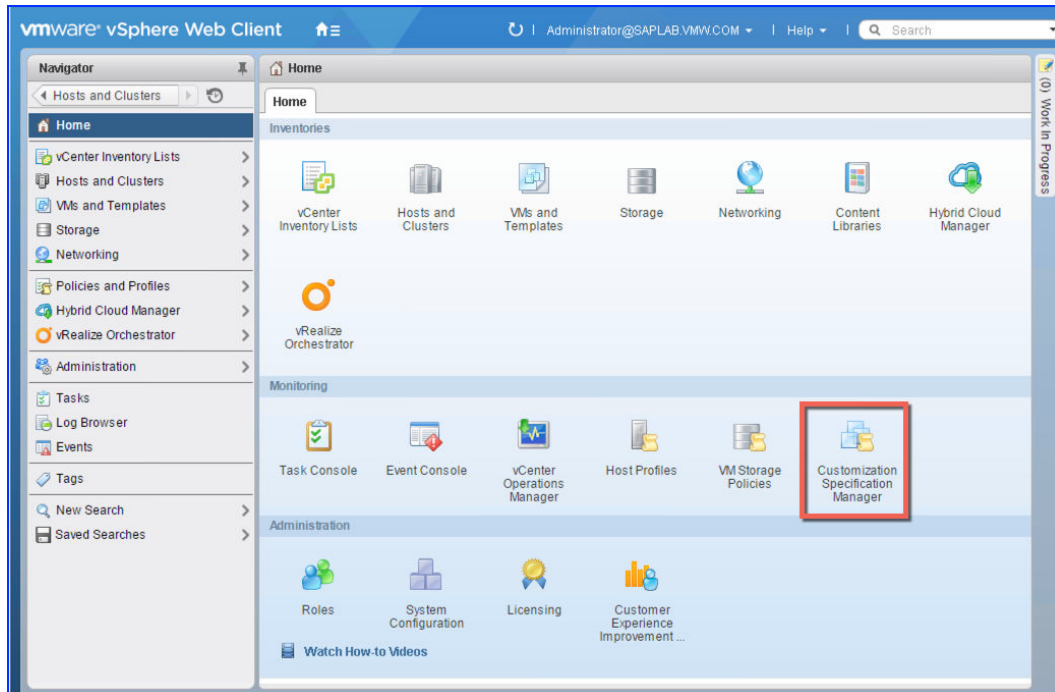 vmware® vSphere Web Client
Administrator@SAPLAB.VMW.COM
Help
Search
Navigator
Hosts and Clusters
Home
vCenter Inventory Lists
Hosts and Clusters
VMs and Templates
Storage
Networking
Policies and Profiles
Hybrid Cloud Manager
vRealize Orchestrator
Administration
Tasks
Log Browser
Events
Tags
New Search
Saved Searches
Home
Home
Inventories
vCenter
Inventory Lists
Hosts and
Clusters
VMs and
Templates
Storage
Networking
Content
Libraries
Hybrid Cloud
Manager
vRealize
Orchestrator
Monitoring
Task Console
Event Console
vCenter
Operations
Manager
Host Profiles
VM Storage
Policies
Customization
Specification
Manager
Administration
Roles
System
Configuration
Licensing
Customer
Experience
Improvement ...
Watch How-to Videos
(0) Work In Progress